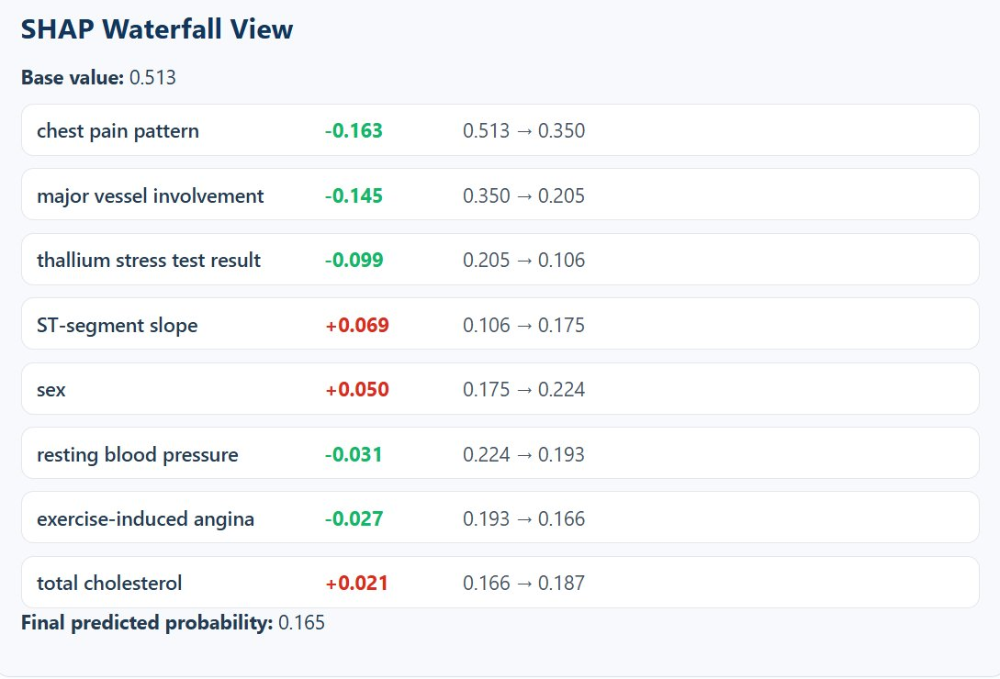 SHAP Waterfall View
Base value: 0.513
chest pain pattern -0.163 0.513 → 0.350
major vessel involvement -0.145 0.350 → 0.205
thallium stress test result -0.099 0.205 → 0.106
ST-segment slope +0.069 0.106 → 0.175
sex +0.050 0.175 → 0.224
resting blood pressure -0.031 0.224 → 0.193
exercise-induced angina -0.027 0.193 → 0.166
total cholesterol +0.021 0.166 → 0.187
Final predicted probability: 0.165